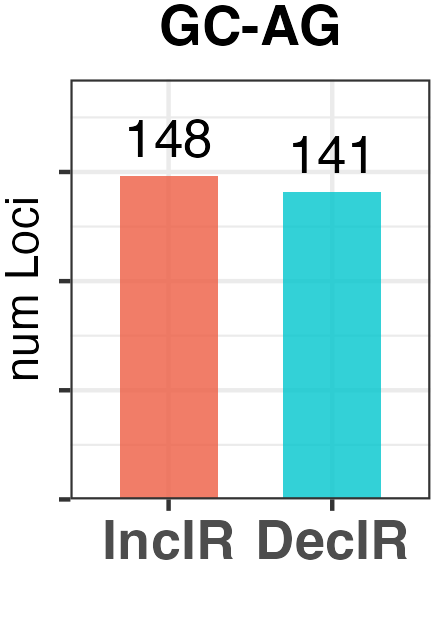 GC-AG
148
141
num Loci
IncIR DecIR